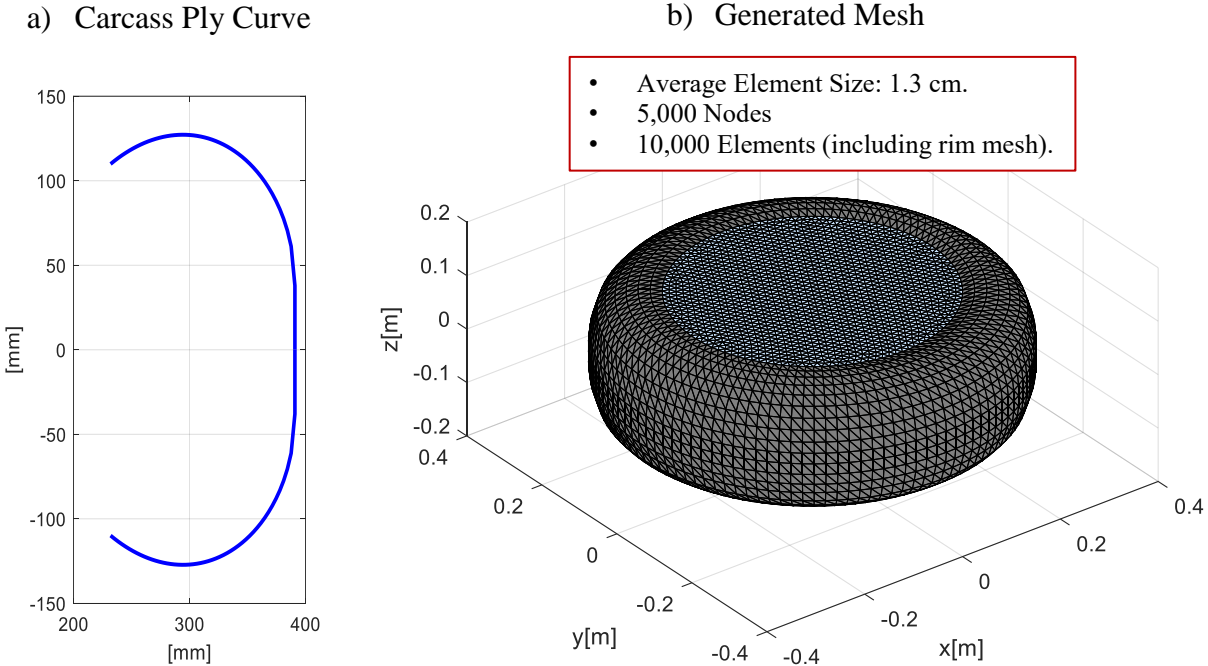 a) Carcass Ply Curve
150
100
50
0
-50
-100
-150
200
300
400
[mm]
[mm]
b) Generated Mesh
• Average Element Size: 1.3 cm.
• 5,000 Nodes
• 10,000 Elements (including rim mesh).
0.2
0.1
0
-0.1
-0.2
z[m]
0.4
0.2
0
-0.2
-0.4
y[m]
-0.4
-0.2
0
0.2
0.4
x[m]